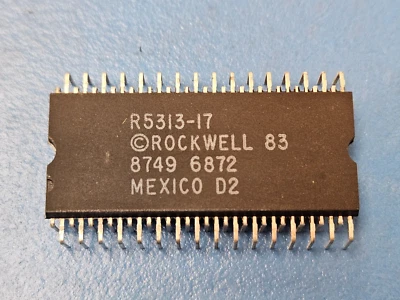 R5313-17
©ROCKWELL 83
8749 6872
MEXICO D2